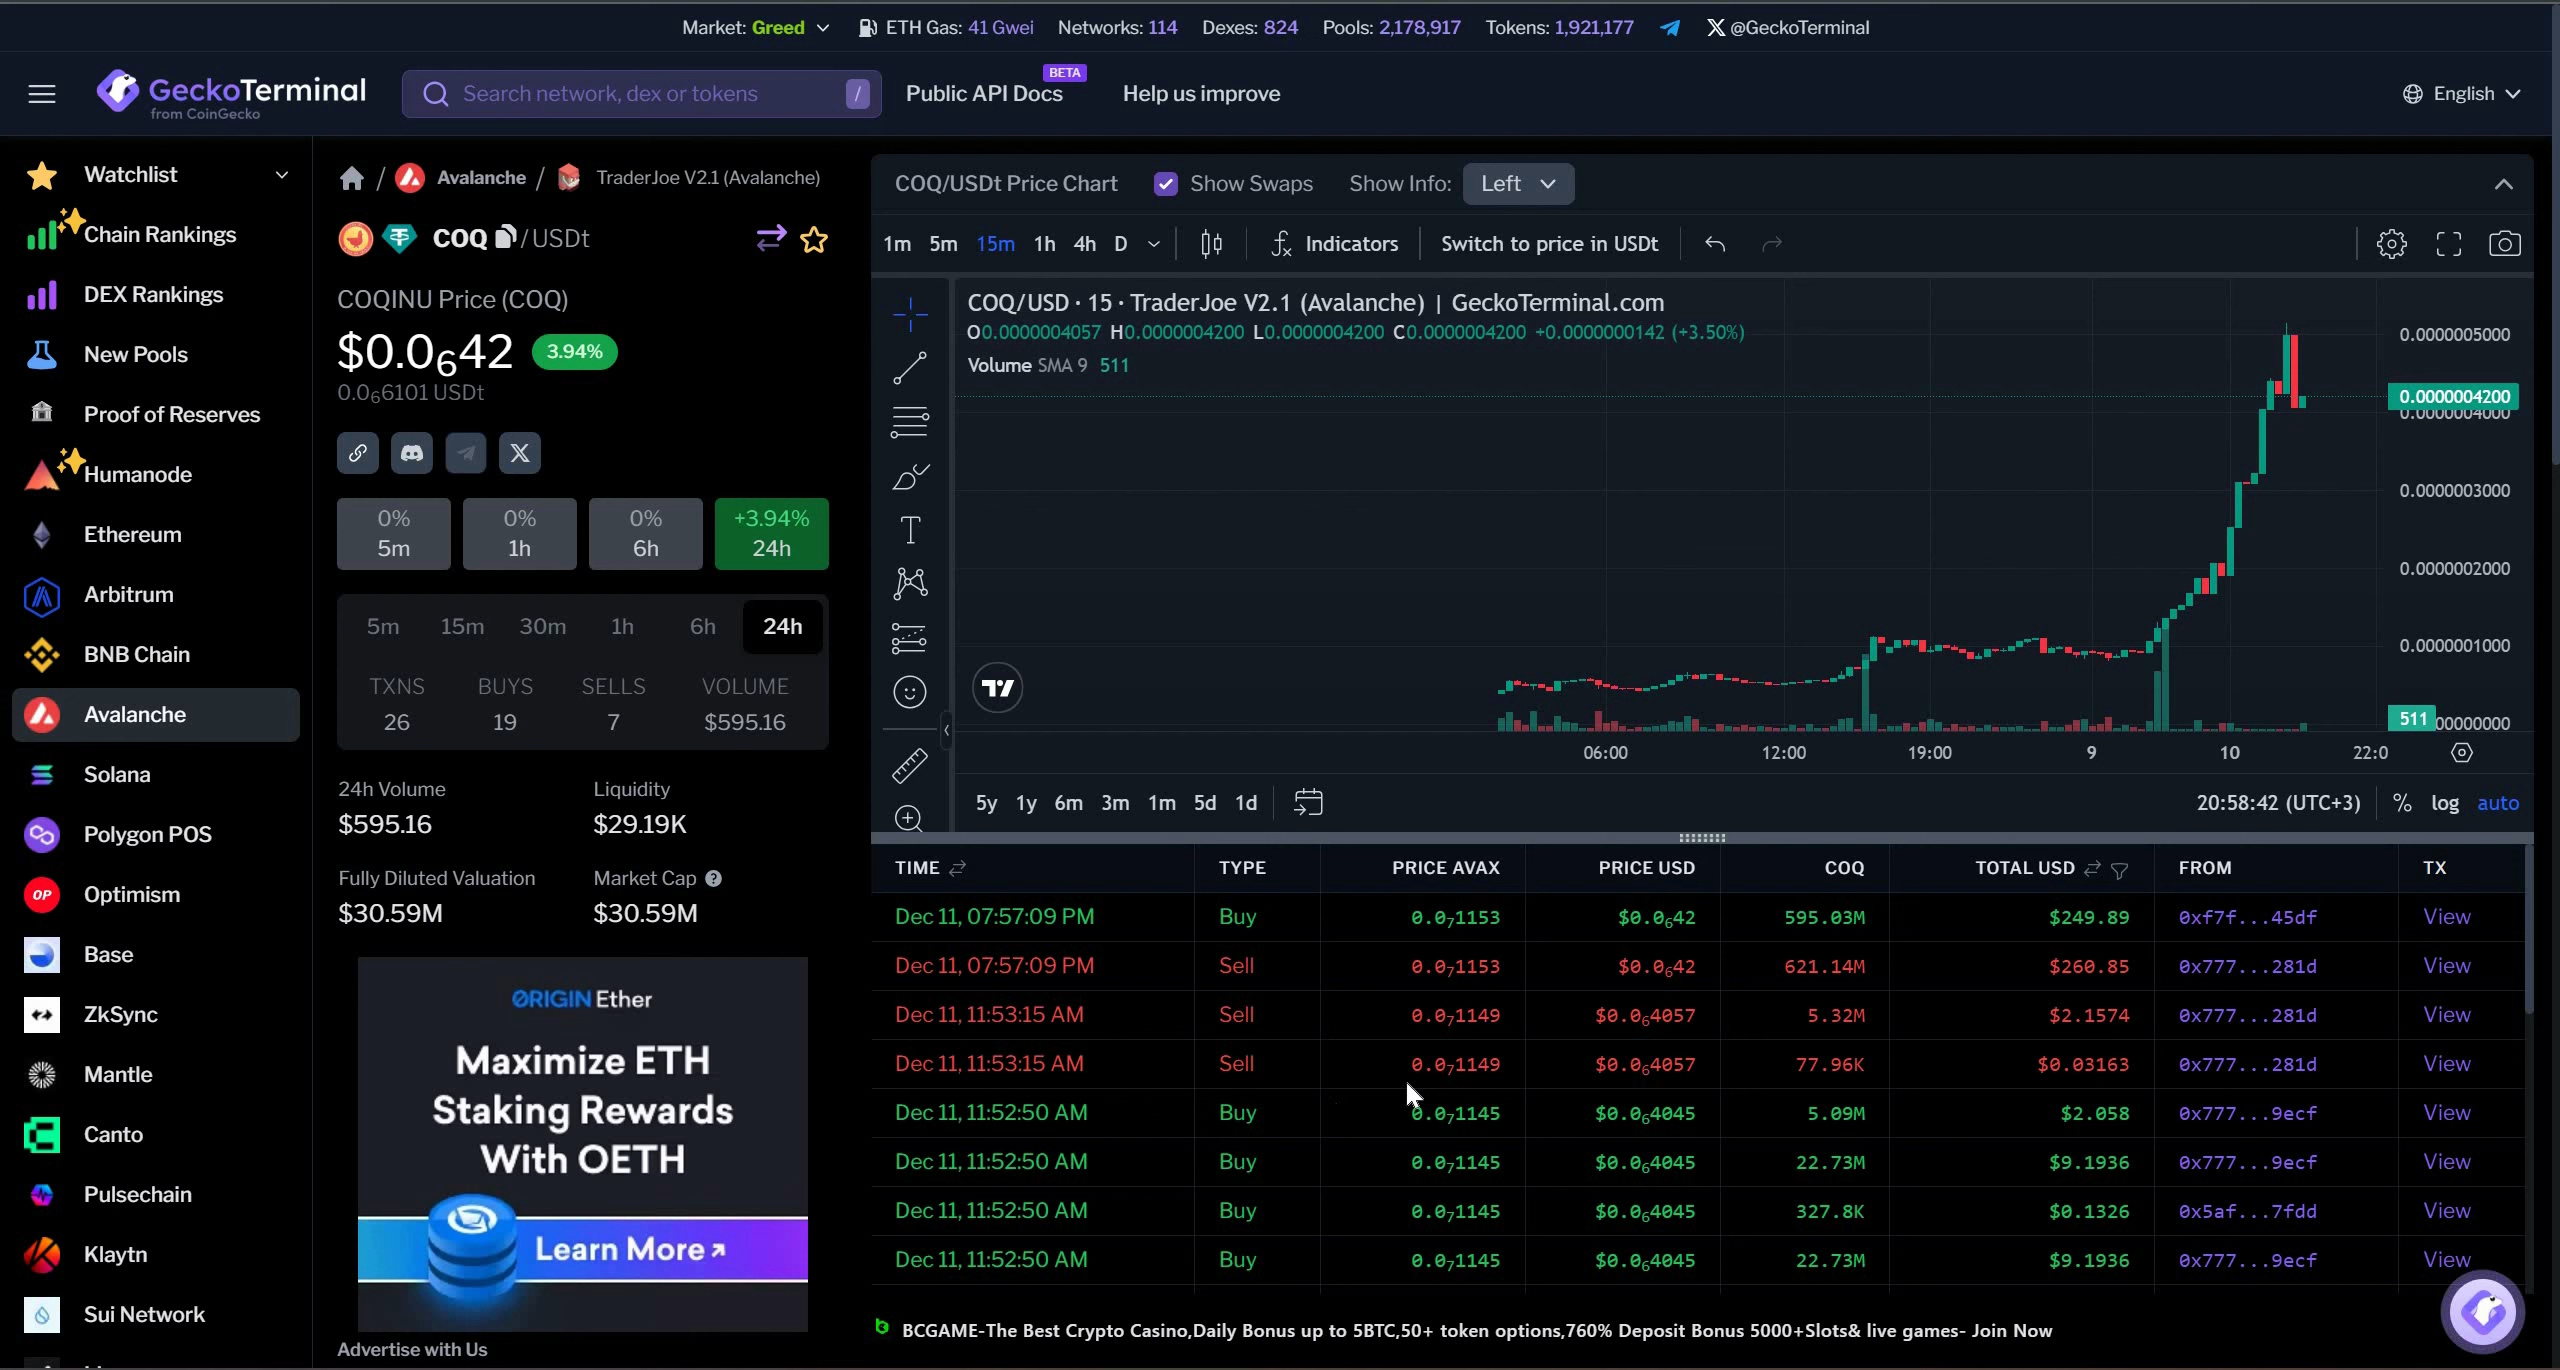 Market: Greed ETH Gas: 41 Gwei Networks: 114 Dexes: 824 Pools: 2,178,917 Tokens: 1,921,177 @GeckoTerminal
GeckoTerminal
from CoinGecko
Search network, dex or tokens /
Public API Docs BETA
Help us improve
English
Watchlist
Chain Rankings
DEX Rankings
New Pools
Proof of Reserves
Humanode
Ethereum
Arbitrum
BNB Chain
Avalanche
Solana
Polygon POS
OP Optimism
Base
ZkSync
Mantle
Canto
Pulsechain
Klaytn
Sui Network
/ Avalanche / TraderJoe V2.1 (Avalanche)
COQ / USDt
COQINU Price (COQ)
$0.0₆42 3.94%
0.0₆6101 USDt
0% 0% 0% +3.94%
5m 1h 6h 24h
5m 15m 30m 1h 6h 24h
TXNS BUYS SELLS VOLUME
26 19 7 $595.16
24h Volume Liquidity
$595.16 $29.19K
Fully Diluted Valuation Market Cap ?
$30.59M $30.59M
ORIGIN Ether
Maximize ETH
Staking Rewards
With OETH
Learn More
Advertise with Us
COQ/USDt Price Chart Show Swaps Show Info: Left
1m 5m 15m 1h 4h D Indicators Switch to price in USDt
COQ/USD · 15 · TraderJoe V2.1 (Avalanche) | GeckoTerminal.com
O0.0000004057 H0.0000004200 L0.0000004200 C0.0000004200 +0.0000000142 (+3.50%)
Volume SMA 9 511
0.0000005000
0.0000004200
0.0000004000
0.0000003000
0.0000002000
0.0000001000
511 00000000
06:00 12:00 19:00 9 10 22:0
5y 1y 6m 3m 1m 5d 1d 20:58:42 (UTC+3) % log auto
TIME TYPE PRICE AVAX PRICE USD COQ TOTAL USD FROM TX
Dec 11, 07:57:09 PM Buy 0.0₇1153 $0.0₆42 595.03M $249.89 0xf7f...45df View
Dec 11, 07:57:09 PM Sell 0.0₇1153 $0.0₆42 621.14M $260.85 0x777...281d View
Dec 11, 11:53:15 AM Sell 0.0₇1149 $0.0₆4057 5.32M $2.1574 0x777...281d View
Dec 11, 11:53:15 AM Sell 0.0₇1149 $0.0₆4057 77.96K $0.03163 0x777...281d View
Dec 11, 11:52:50 AM Buy 0.0₇1145 $0.0₆4045 5.09M $2.058 0x777...9ecf View
Dec 11, 11:52:50 AM Buy 0.0₇1145 $0.0₆4045 22.73M $9.1936 0x777...9ecf View
Dec 11, 11:52:50 AM Buy 0.0₇1145 $0.0₆4045 327.8K $0.1326 0x5af...7fdd View
Dec 11, 11:52:50 AM Buy 0.0₇1145 $0.0₆4045 22.73M $9.1936 0x777...9ecf View
BCGAME-The Best Crypto Casino,Daily Bonus up to 5BTC,50+ token options,760% Deposit Bonus 5000+Slots& live games- Join Now